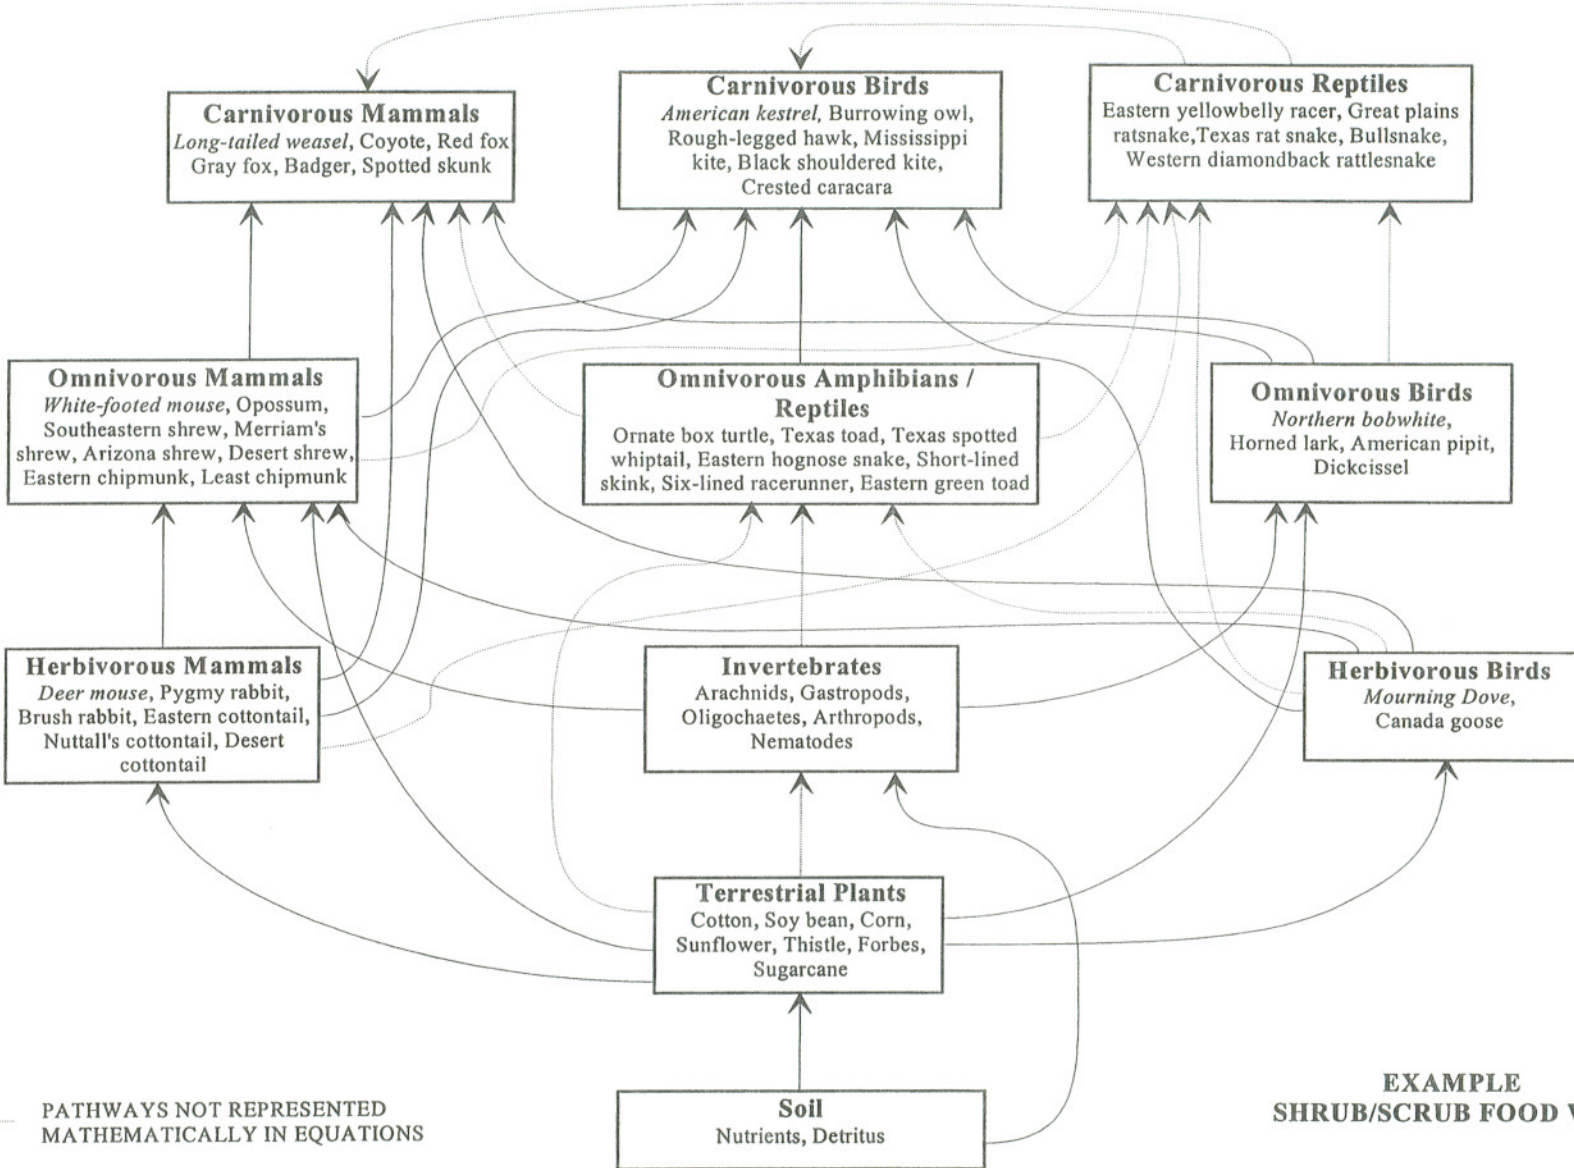 Carnivorous Mammals
Long-tailed weasel, Coyote, Red fox
Gray fox, Badger, Spotted skunk
Carnivorous Birds
American kestrel, Burrowing owl,
Rough-legged hawk, Mississippi
kite, Black shouldered kite,
Crested caracara
Carnivorous Reptiles
Eastern yellowbelly racer, Great plains
ratsnake,Texas rat snake, Bullsnake,
Western diamondback rattlesnake
Omnivorous Mammals
White-footed mouse, Opossum,
Southeastern shrew, Merriam's
shrew, Arizona shrew, Desert shrew,
Eastern chipmunk, Least chipmunk
Omnivorous Amphibians /
Reptiles
Ornate box turtle, Texas toad, Texas spotted
whiptail, Eastern hognose snake, Short-lined
skink, Six-lined racerunner, Eastern green toad
Omnivorous Birds
Northern bobwhite,
Horned lark, American pipit,
Dickcissel
Herbivorous Mammals
Deer mouse, Pygmy rabbit,
Brush rabbit, Eastern cottontail,
Nuttall's cottontail, Desert
cottontail
Invertebrates
Arachnids, Gastropods,
Oligochaetes, Arthropods,
Nematodes
Herbivorous Birds
Mourning Dove,
Canada goose
Terrestrial Plants
Cotton, Soy bean, Corn,
Sunflower, Thistle, Forbes,
Sugarcane
Soil
Nutrients, Detritus
PATHWAYS NOT REPRESENTED
MATHEMATICALLY IN EQUATIONS
EXAMPLE
SHRUB/SCRUB FOOD